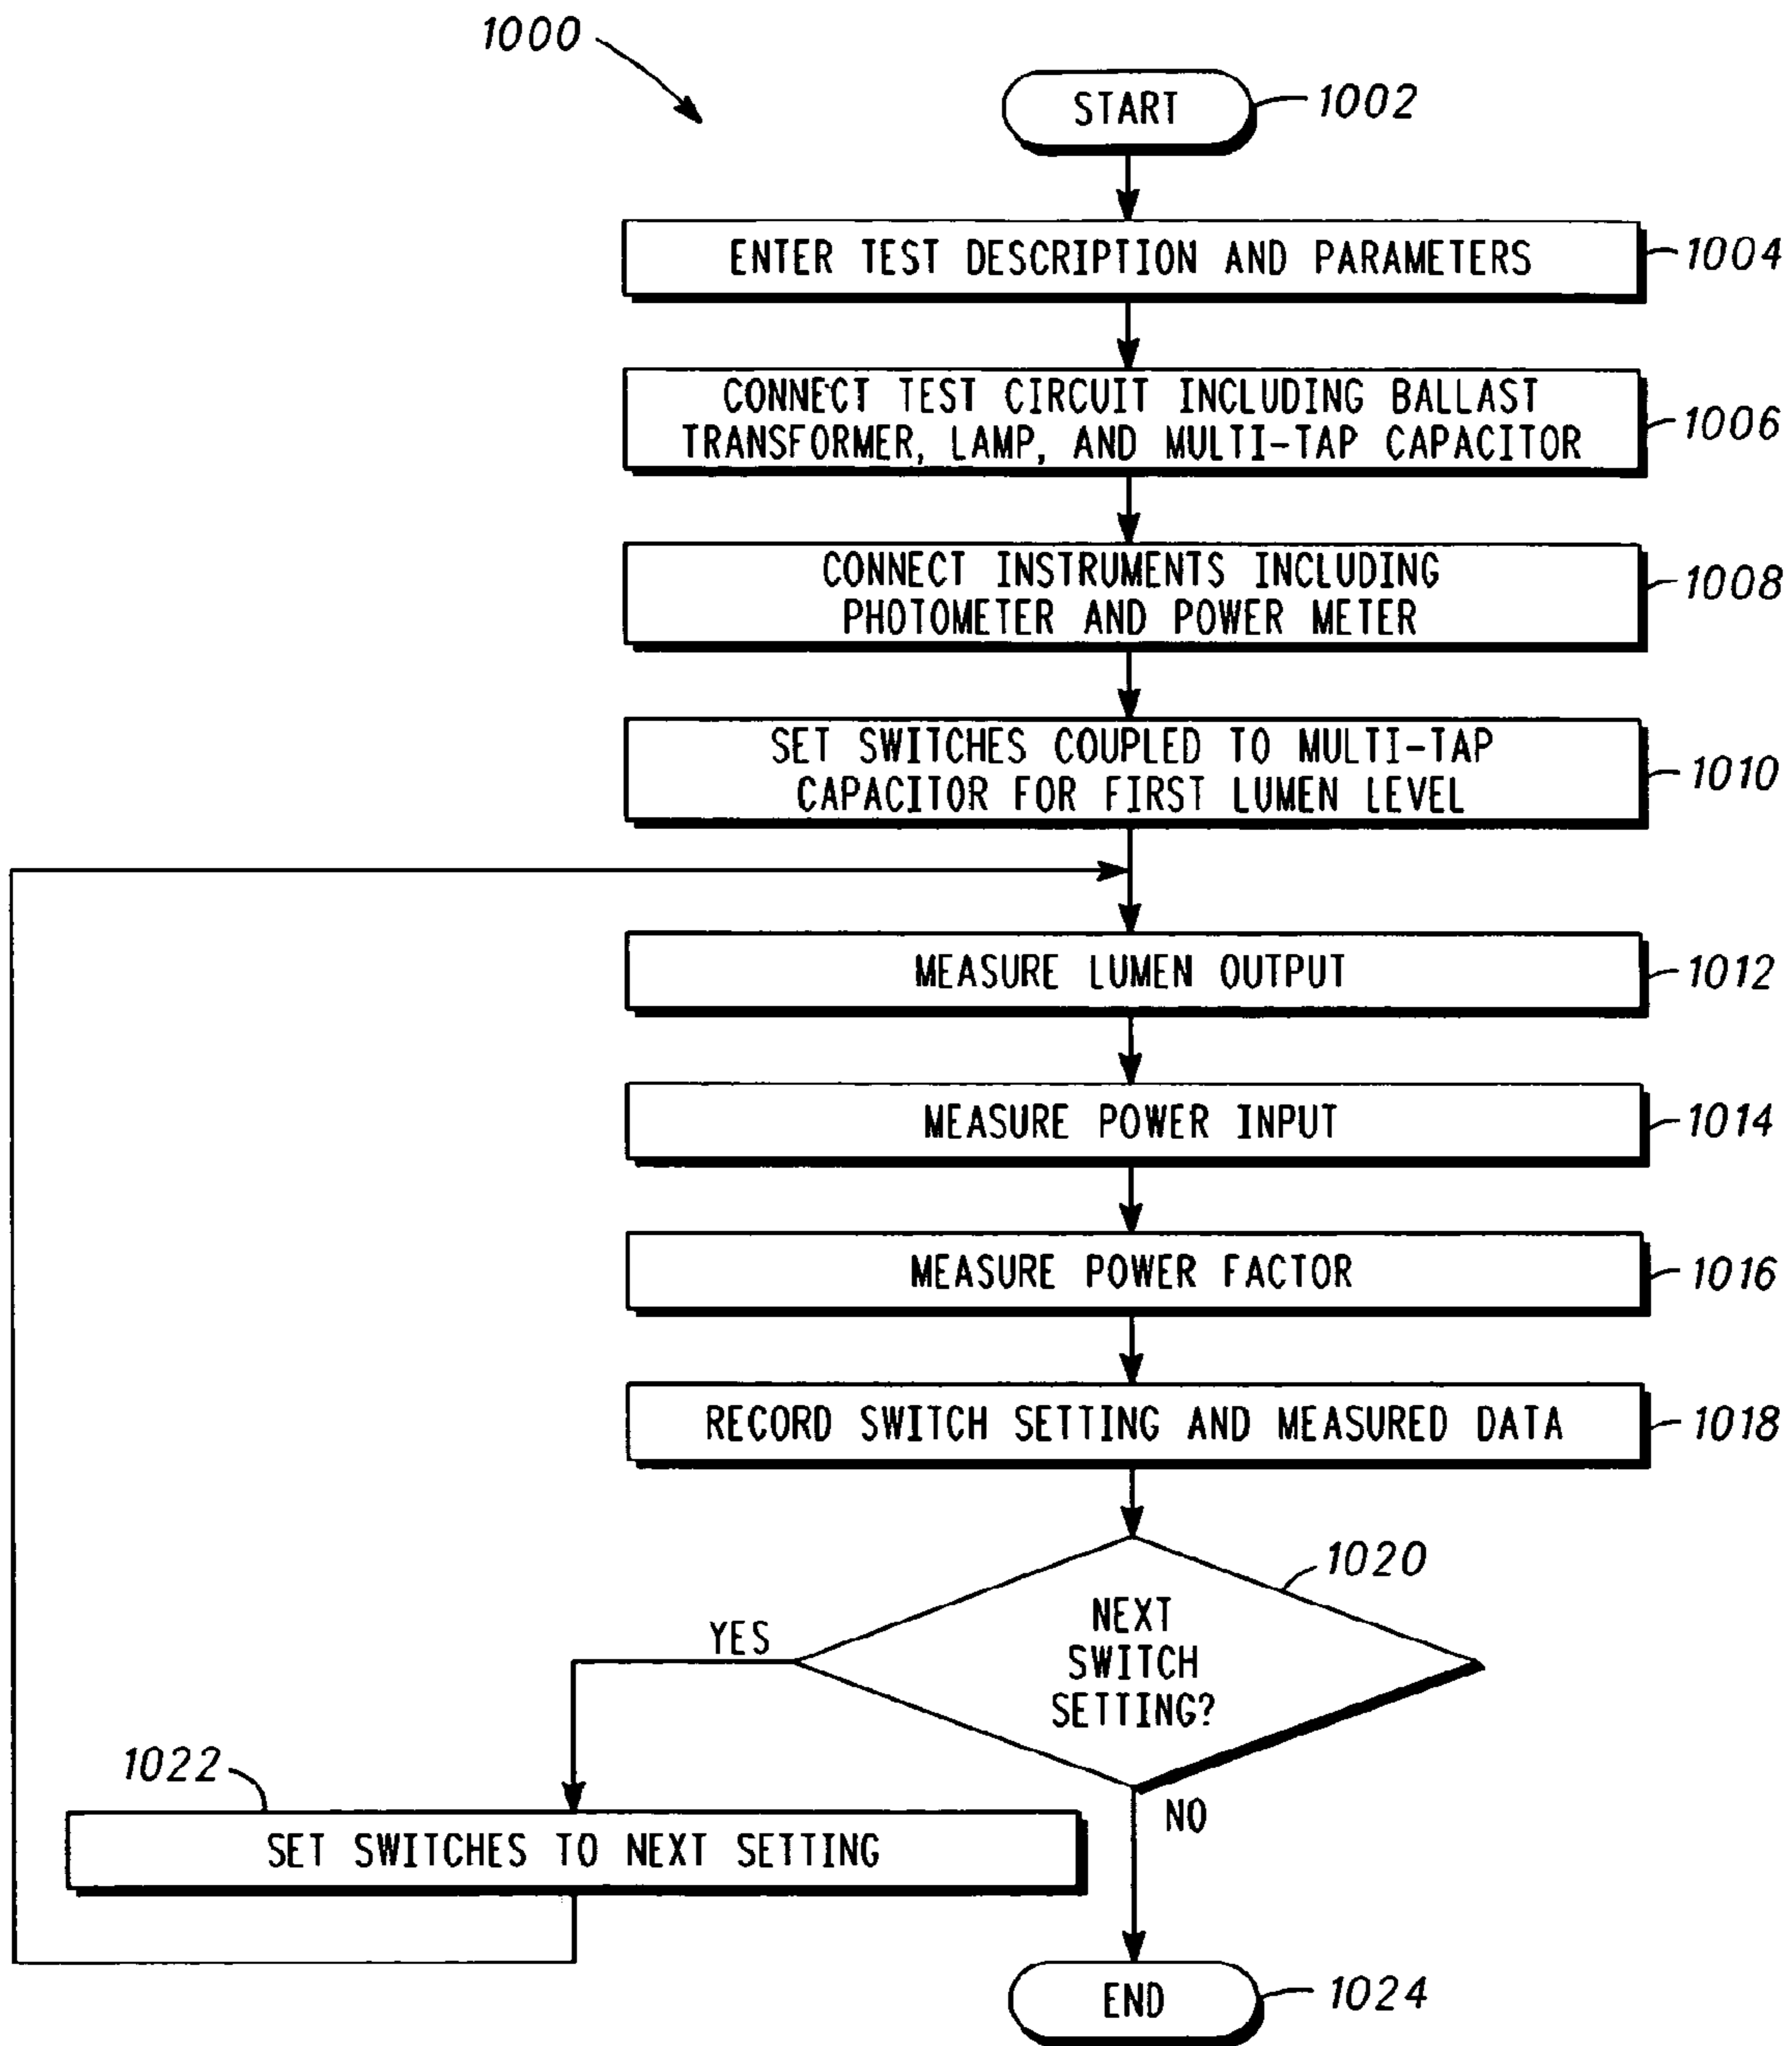 1000
START
1002
ENTER TEST DESCRIPTION AND PARAMETERS
1004
CONNECT TEST CIRCUIT INCLUDING BALLAST
TRANSFORMER, LAMP, AND MULTI-TAP CAPACITOR
1006
CONNECT INSTRUMENTS INCLUDING
PHOTOMETER AND POWER METER
1008
SET SWITCHES COUPLED TO MULTI-TAP
CAPACITOR FOR FIRST LUMEN LEVEL
1010
MEASURE LUMEN OUTPUT
1012
MEASURE POWER INPUT
1014
MEASURE POWER FACTOR
1016
RECORD SWITCH SETTING AND MEASURED DATA
1018
1020
NEXT
SWITCH
SETTING?
YES
NO
1022
SET SWITCHES TO NEXT SETTING
END
1024